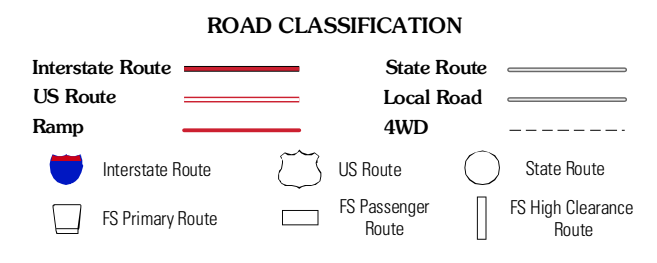 ROAD CLASSIFICATION
Interstate Route State Route
US Route Local Road
Ramp 4WD
Interstate Route US Route State Route
FS Primary Route FS Passenger Route FS High Clearance Route